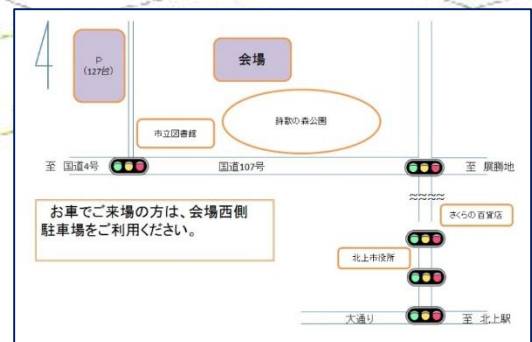 P
(127台)
会場
市立図書館
詩歌の森公園
至 国道4号
国道107号
至 展勝地
お車でご来場の方は、会場西側
駐車場をご利用ください。
さくらの百貨店
北上市役所
大通り
至 北上駅